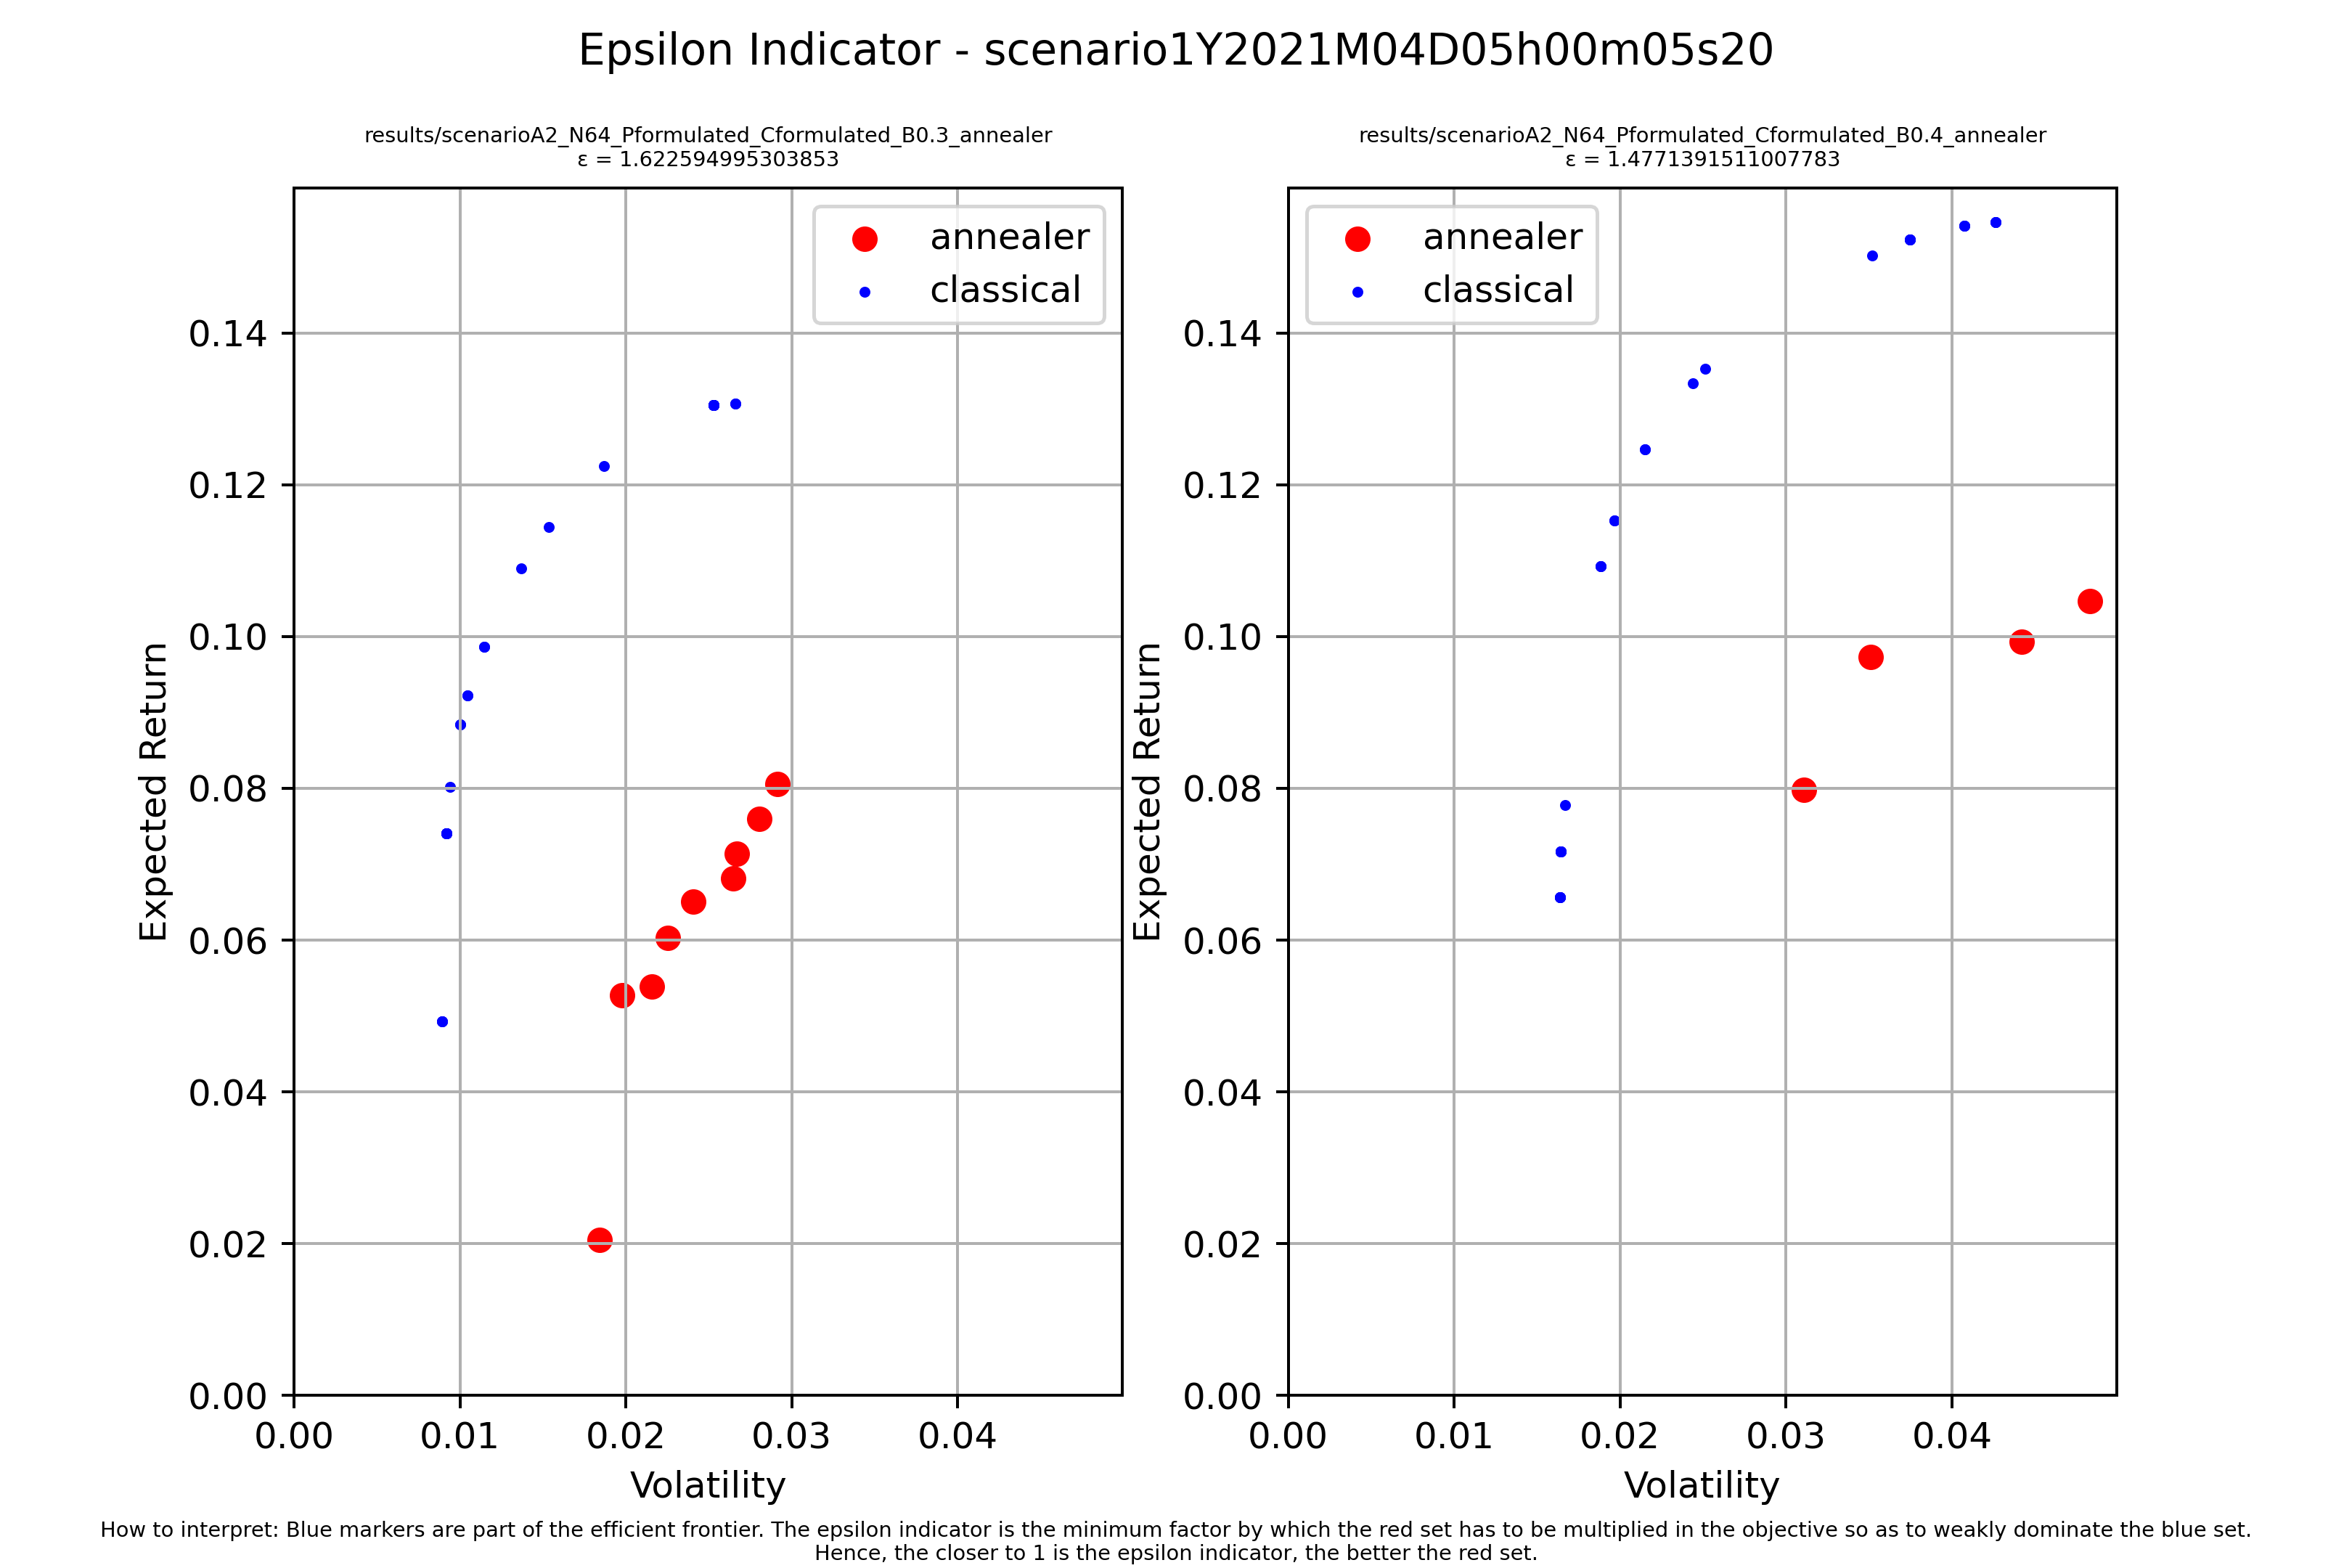 Epsilon Indicator - scenario1Y2021M04D05h00m05s20
results/scenarioA2_N64_Pformulated_Cformulated_B0.3_annealer
ε = 1.622594995303853
annealer
classical
0.14
0.12
0.10
0.08
0.06
0.04
0.02
0.00
Expected Return
0.00
0.01
0.02
0.03
0.04
Volatility
results/scenarioA2_N64_Pformulated_Cformulated_B0.4_annealer
ε = 1.4771391511007783
annealer
classical
0.14
0.12
0.10
0.08
0.06
0.04
0.02
0.00
Expected Return
0.00
0.01
0.02
0.03
0.04
Volatility
How to interpret: Blue markers are part of the efficient frontier. The epsilon indicator is the minimum factor by which the red set has to be multiplied in the objective so as to weakly dominate the blue set.
Hence, the closer to 1 is the epsilon indicator, the better the red set.